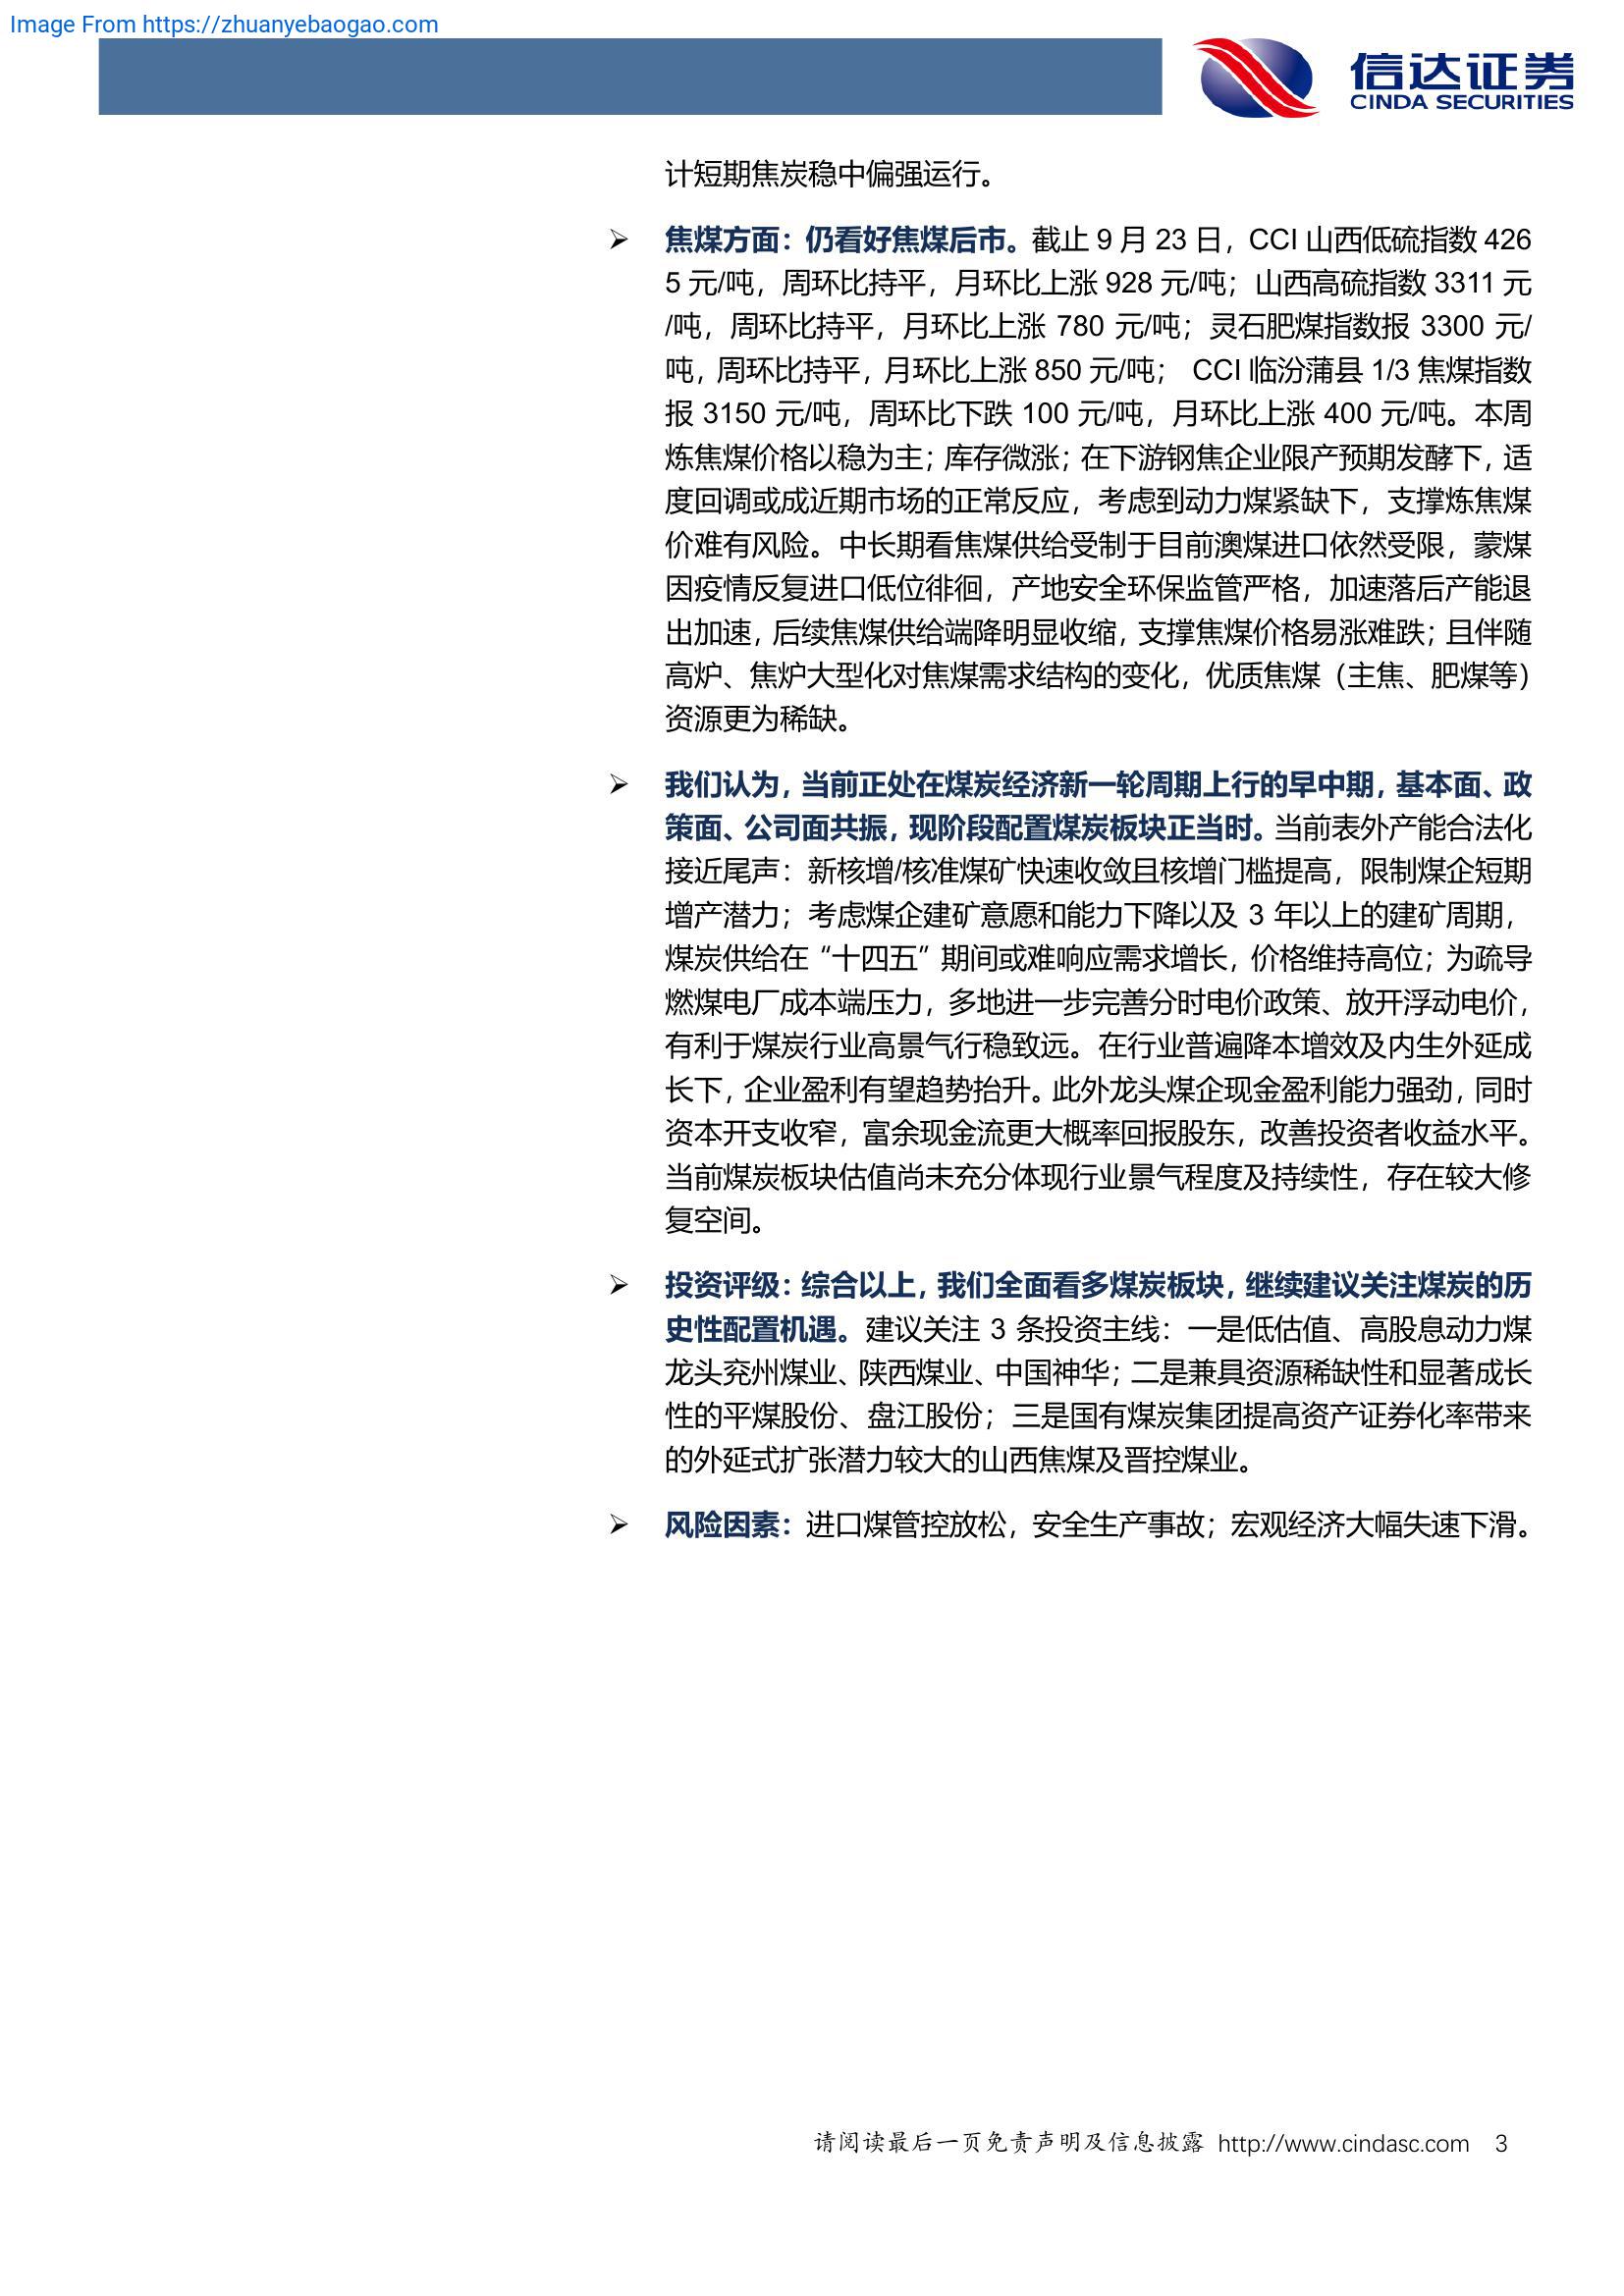 Image From https://zhuanyebaogao.com
信达证券
CINDA SECURITIES
计短期焦炭稳中偏强运行。
➢ 焦煤方面：仍看好焦煤后市。截止 9 月 23 日，CCI 山西低硫指数 426
5 元/吨，周环比持平，月环比上涨 928 元/吨；山西高硫指数 3311 元
/吨，周环比持平，月环比上涨 780 元/吨；灵石肥煤指数报 3300 元/
吨，周环比持平，月环比上涨 850 元/吨； CCI 临汾蒲县 1/3 焦煤指数
报 3150 元/吨，周环比下跌 100 元/吨，月环比上涨 400 元/吨。本周
炼焦煤价格以稳为主；库存微涨；在下游钢焦企业限产预期发酵下，适
度回调或成近期市场的正常反应，考虑到动力煤紧缺下，支撑炼焦煤
价难有风险。中长期看焦煤供给受制于目前澳煤进口依然受限，蒙煤
因疫情反复进口低位徘徊，产地安全环保监管严格，加速落后产能退
出加速，后续焦煤供给端降明显收缩，支撑焦煤价格易涨难跌；且伴随
高炉、焦炉大型化对焦煤需求结构的变化，优质焦煤（主焦、肥煤等）
资源更为稀缺。
➢ 我们认为，当前正处在煤炭经济新一轮周期上行的早中期，基本面、政
策面、公司面共振，现阶段配置煤炭板块正当时。当前表外产能合法化
接近尾声：新核增/核准煤矿快速收敛且核增门槛提高，限制煤企短期
增产潜力；考虑煤企建矿意愿和能力下降以及 3 年以上的建矿周期，
煤炭供给在“十四五”期间或难响应需求增长，价格维持高位；为疏导
燃煤电厂成本端压力，多地进一步完善分时电价政策、放开浮动电价，
有利于煤炭行业高景气行稳致远。在行业普遍降本增效及内生外延成
长下，企业盈利有望趋势抬升。此外龙头煤企现金盈利能力强劲，同时
资本开支收窄，富余现金流更大概率回报股东，改善投资者收益水平。
当前煤炭板块估值尚未充分体现行业景气程度及持续性，存在较大修
复空间。
➢ 投资评级：综合以上，我们全面看多煤炭板块，继续建议关注煤炭的历
史性配置机遇。建议关注 3 条投资主线：一是低估值、高股息动力煤
龙头兖州煤业、陕西煤业、中国神华；二是兼具资源稀缺性和显著成长
性的平煤股份、盘江股份；三是国有煤炭集团提高资产证券化率带来
的外延式扩张潜力较大的山西焦煤及晋控煤业。
➢ 风险因素：进口煤管控放松，安全生产事故；宏观经济大幅失速下滑。
请阅读最后一页免责声明及信息披露 http://www.cindasc.com 3